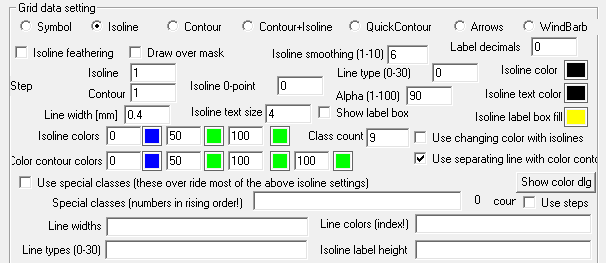 Grid data setting
Symbol Isoline Contour Contour+Isoline QuickContour Arrows WindBarb
Isoline feathering Draw over mask Isoline smoothing (1-10) 6 Label decimals 0
Step Isoline 1 Isoline 0-point 0 Line type (0-30) 0 Isoline color
Contour 1 Alpha (1-100) 90 Isoline text color
Line width [mm] 0.4 Isoline text size 4 Show label box Isoline label box fill
Isoline colors 0 50 100 Class count 9 Use changing color with isolines
Color contour colors 0 50 100 100 Use separating line with color conto
Use special classes (these over ride most of the above isoline settings) Show color dlg
Special classes (numbers in rising order!) 0 cour Use steps
Line widths Line colors (index!)
Line types (0-30) Isoline label height